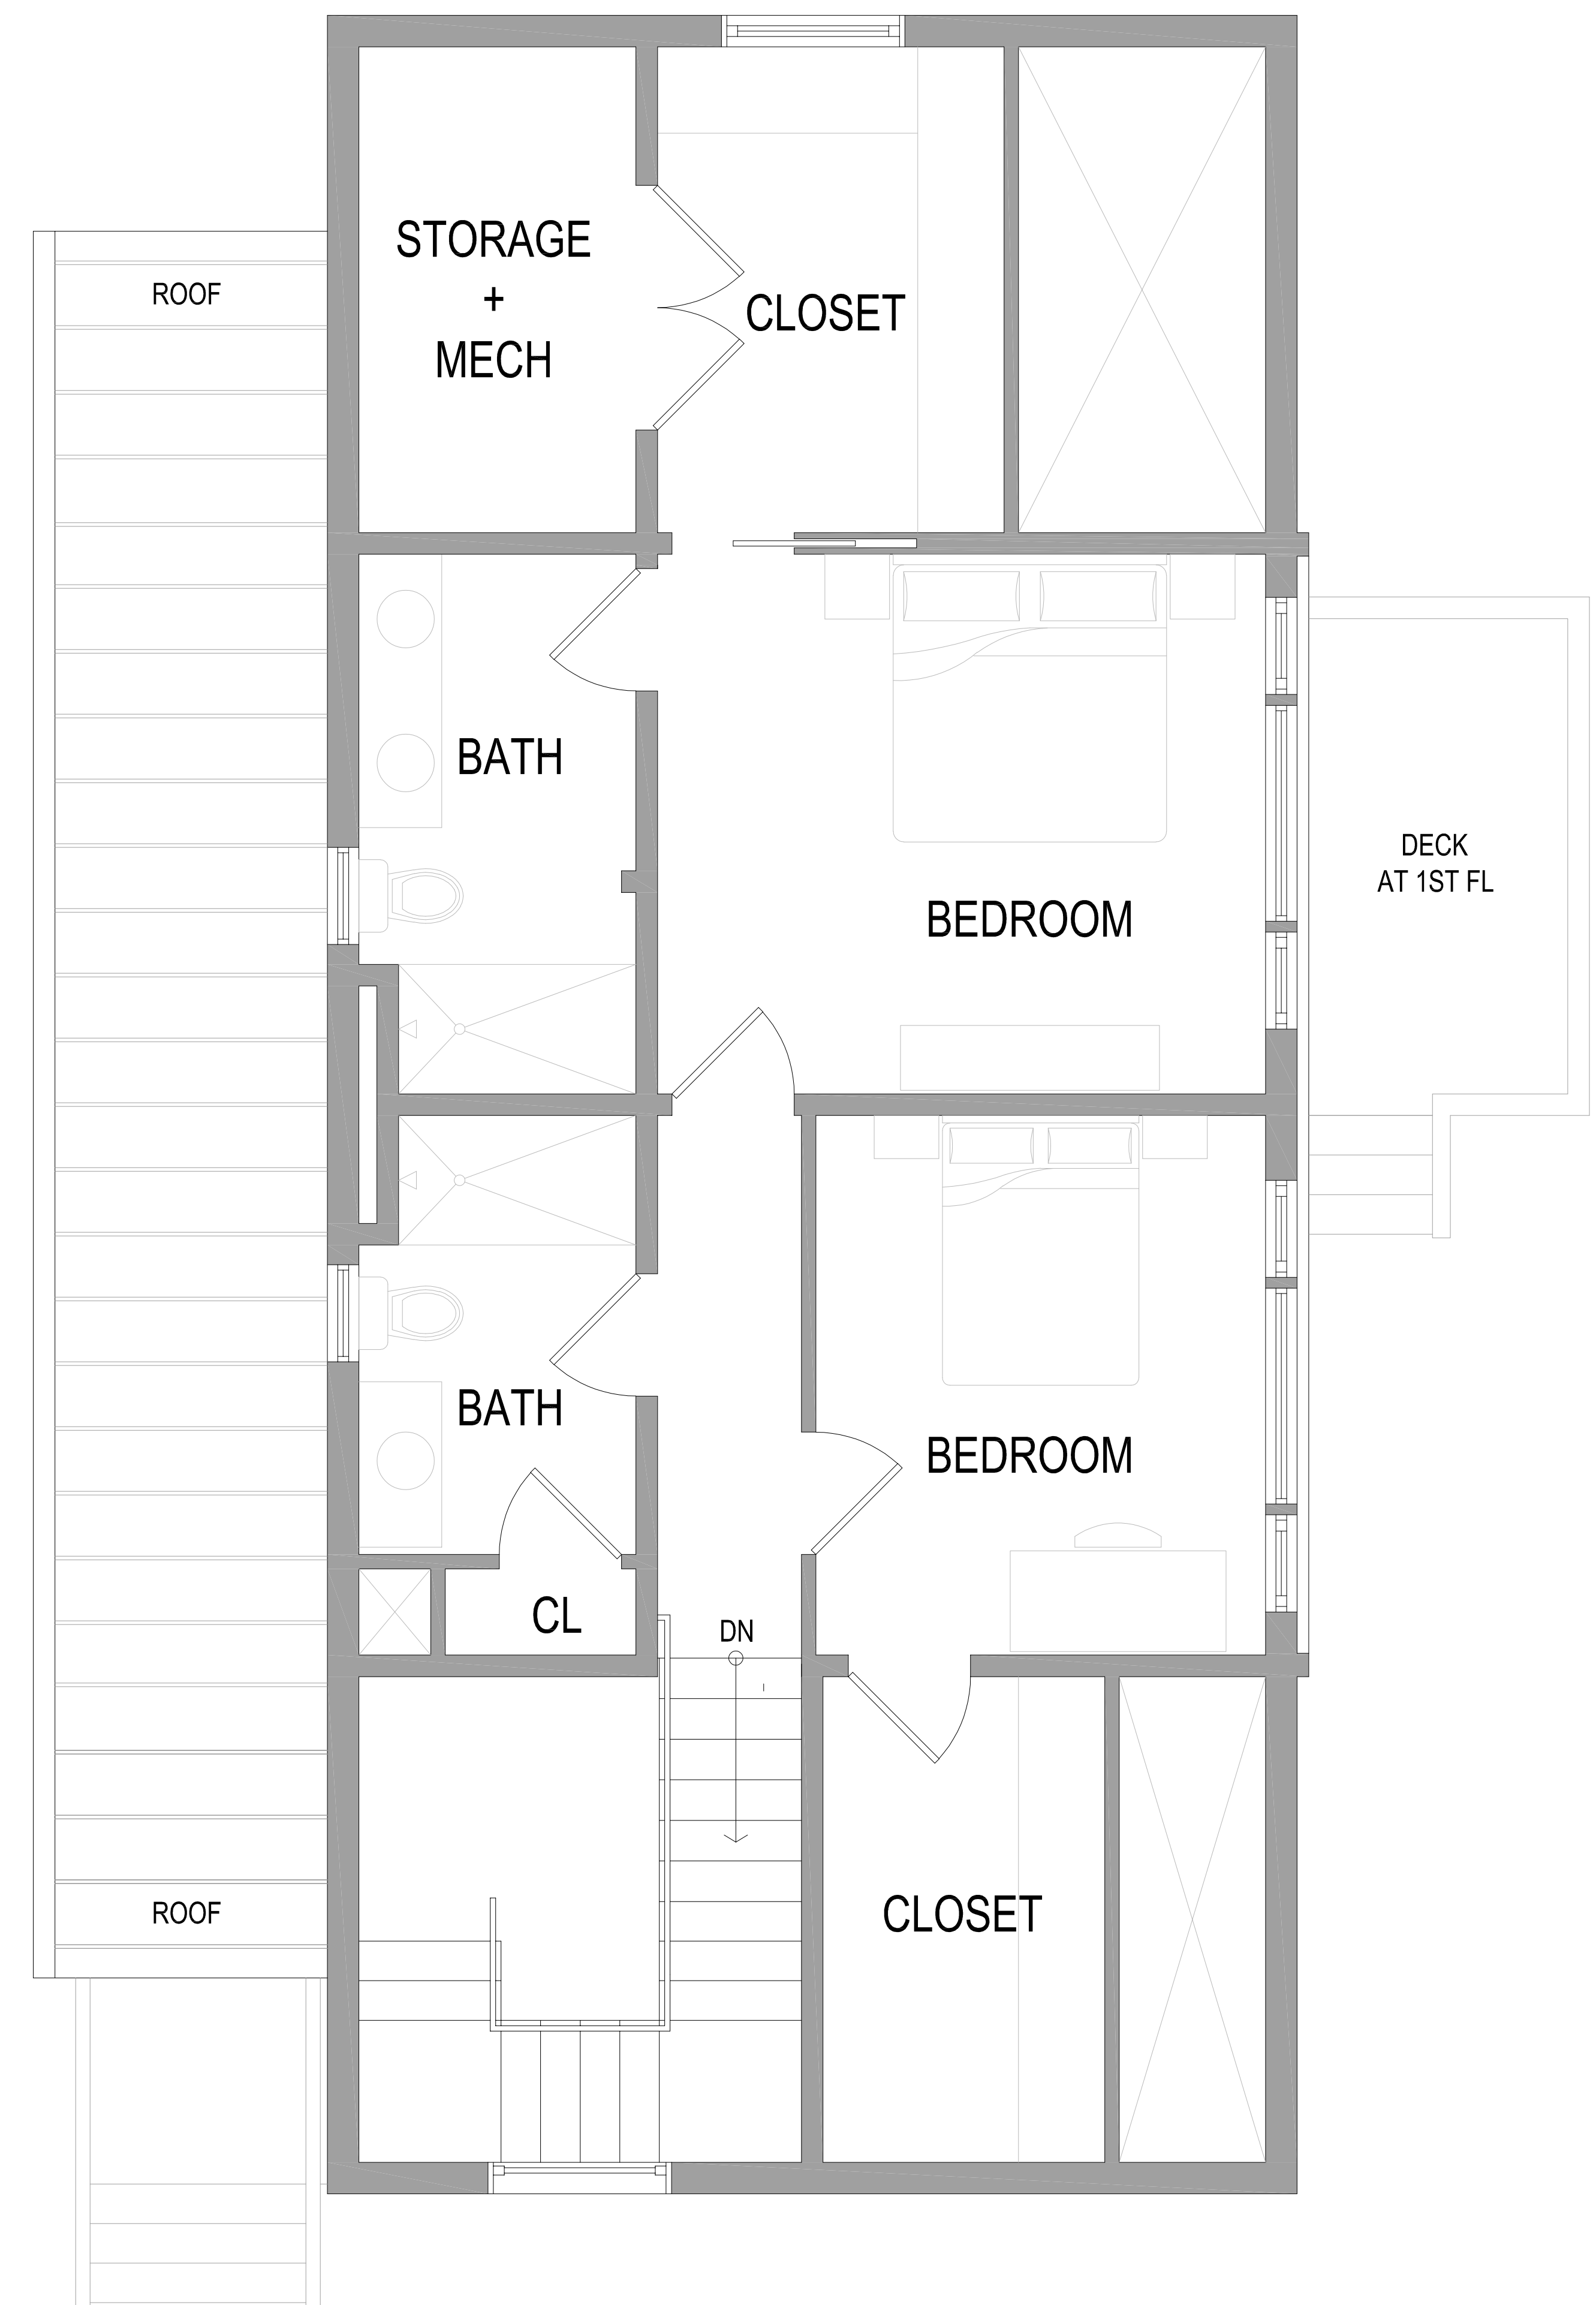 STORAGE
+
MECH
ROOF
CLOSET
BATH
DECK
AT 1ST FL
BEDROOM
BATH
BEDROOM
CL
DN
ROOF
CLOSET